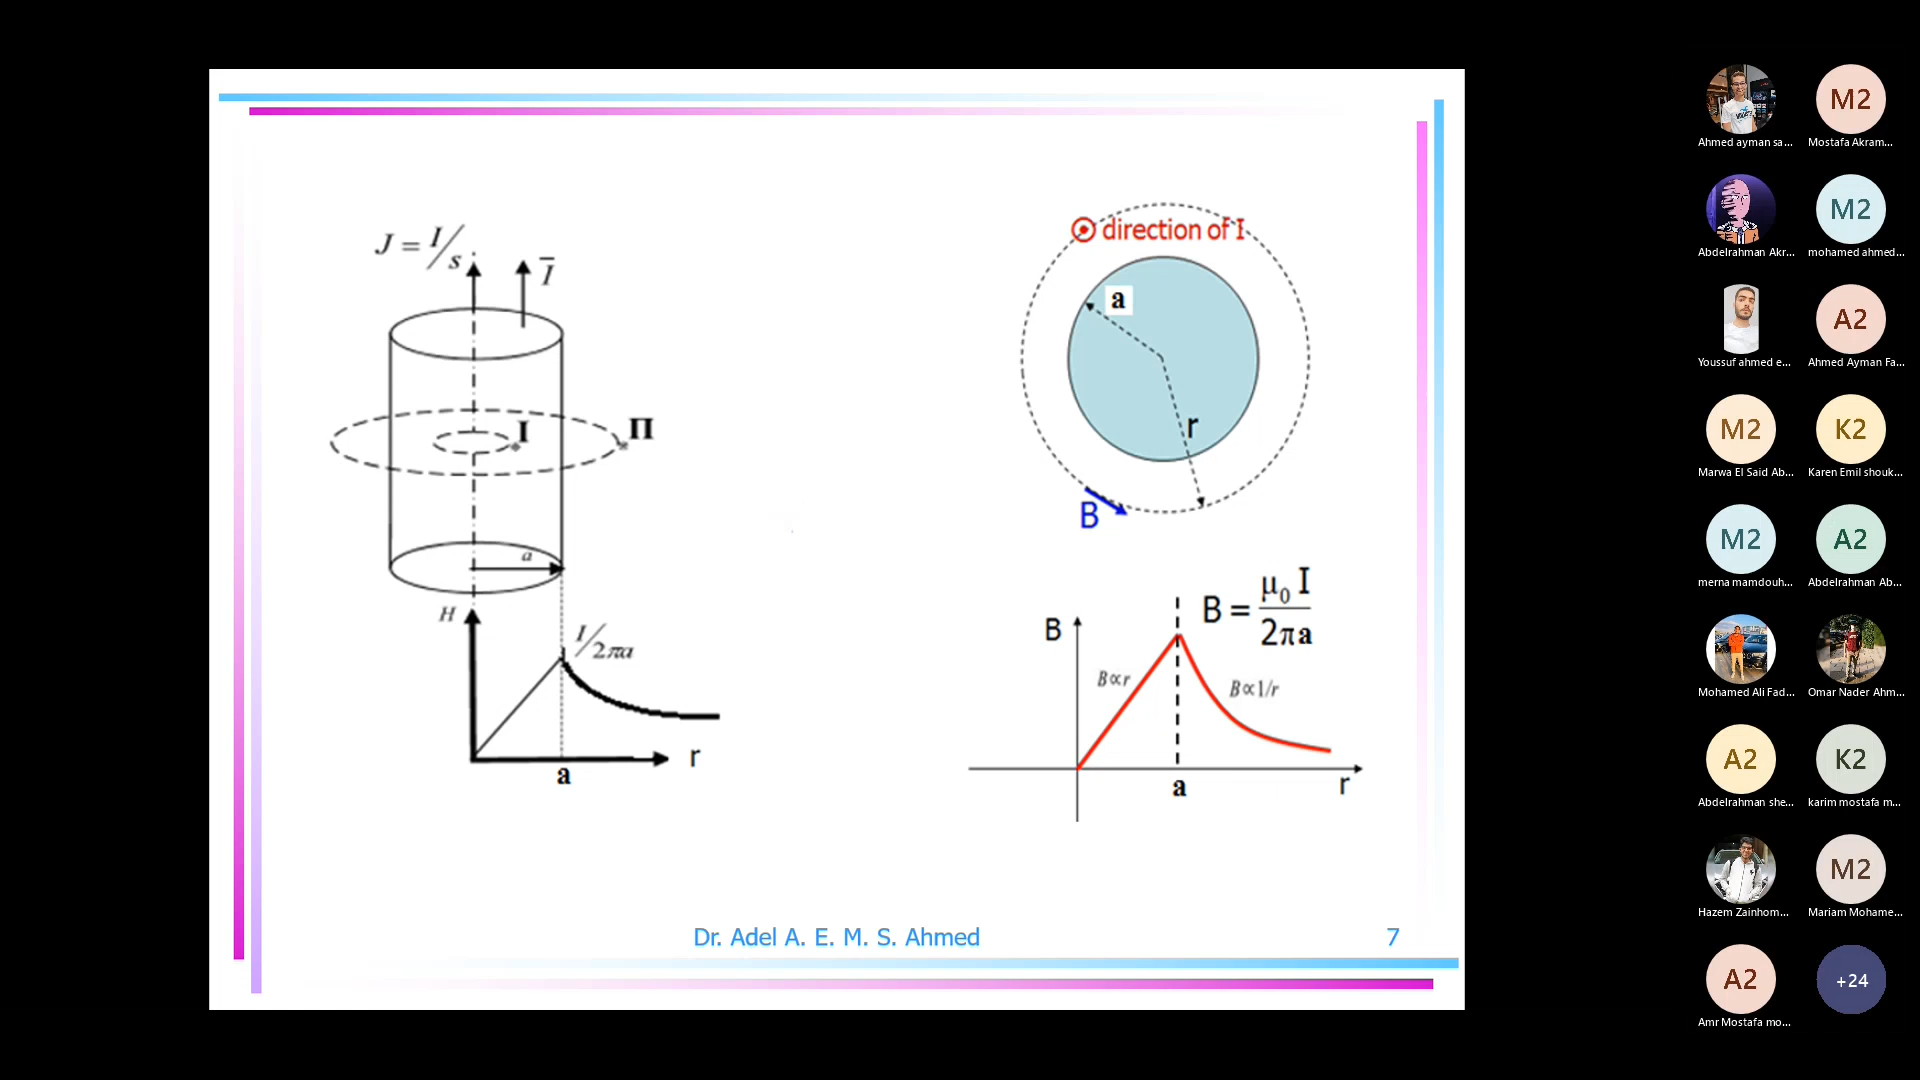 J = I/s
I
I
II
a
H
I/2πa
r
a
direction of I
a
r
B
B = μ0 I / 2πa
B
B∝r
B∝1/r
a
r
Dr. Adel A. E. M. S. Ahmed
7
M2
Ahmed ayman sa...
Mostafa Akram...
M2
Abdelrahman Akr...
mohamed ahmed...
A2
Youssuf ahmed e...
Ahmed Ayman Fa...
M2
K2
Marwa El Said Ab...
Karen Emil shouk...
M2
A2
merna mamdouh...
Abdelrahman Ab...
Mohamed Ali Fad...
Omar Nader Ahm...
A2
K2
Abdelrahman she...
karim mostafa m...
M2
Hazem Zainhom...
Mariam Mohame...
A2
+24
Amr Mostafa mo...